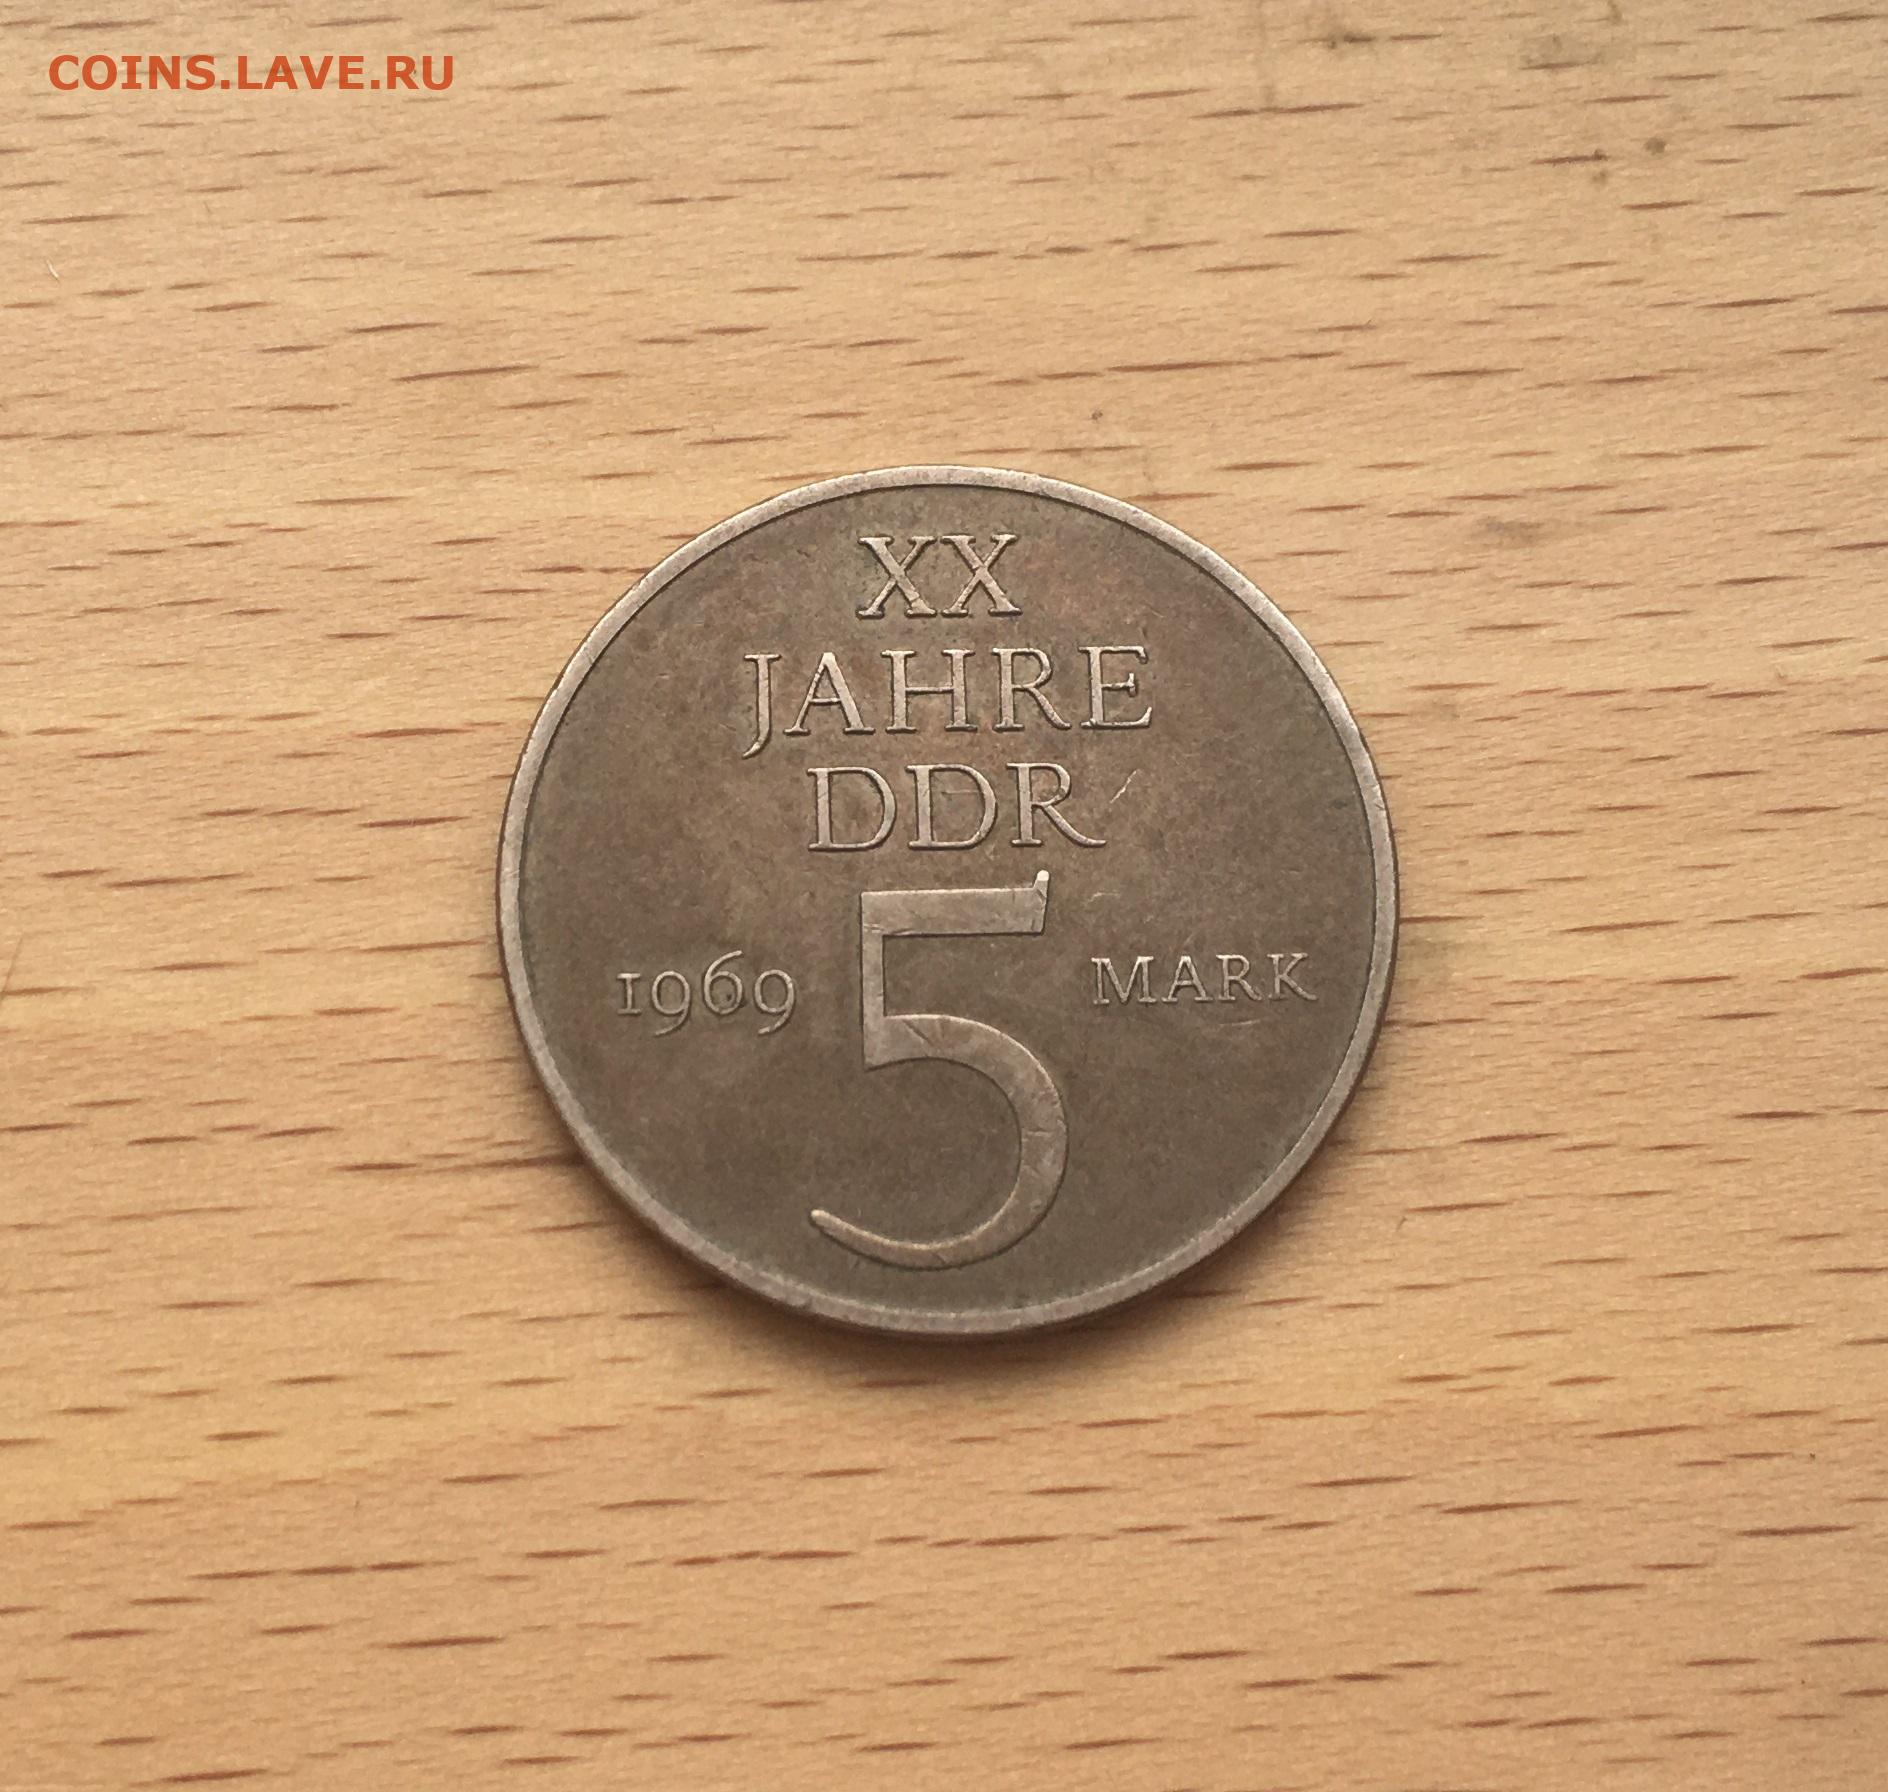 COINS.LAVE.RU
XX
JAHRE
DDR
1969 5 MARK